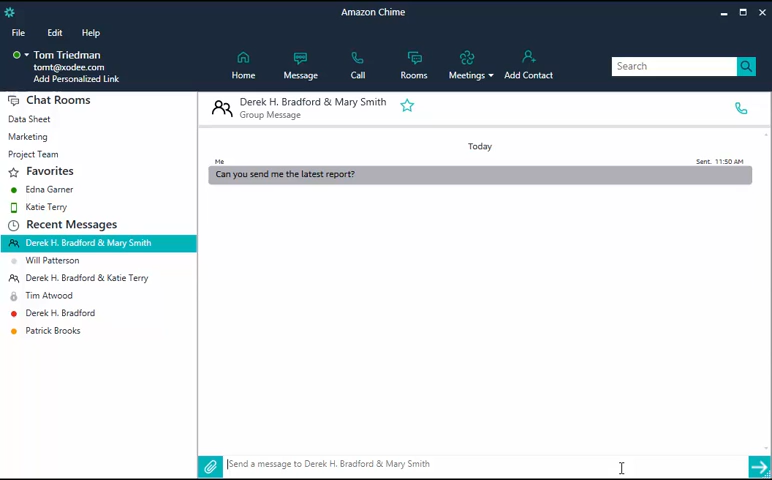 Amazon Chime
File Edit Help
Tom Triedman
tomt@xodee.com
Add Personalized Link
Home Message Call Rooms Meetings Add Contact
Search
Chat Rooms
Data Sheet
Marketing
Project Team
Favorites
Edna Garner
Katie Terry
Recent Messages
Derek H. Bradford & Mary Smith
Will Patterson
Derek H. Bradford & Katie Terry
Tim Atwood
Derek H. Bradford
Patrick Brooks
Derek H. Bradford & Mary Smith
Group Message
Today
Me Sent. 11:50 AM
Can you send me the latest report?
Send a message to Derek H. Bradford & Mary Smith